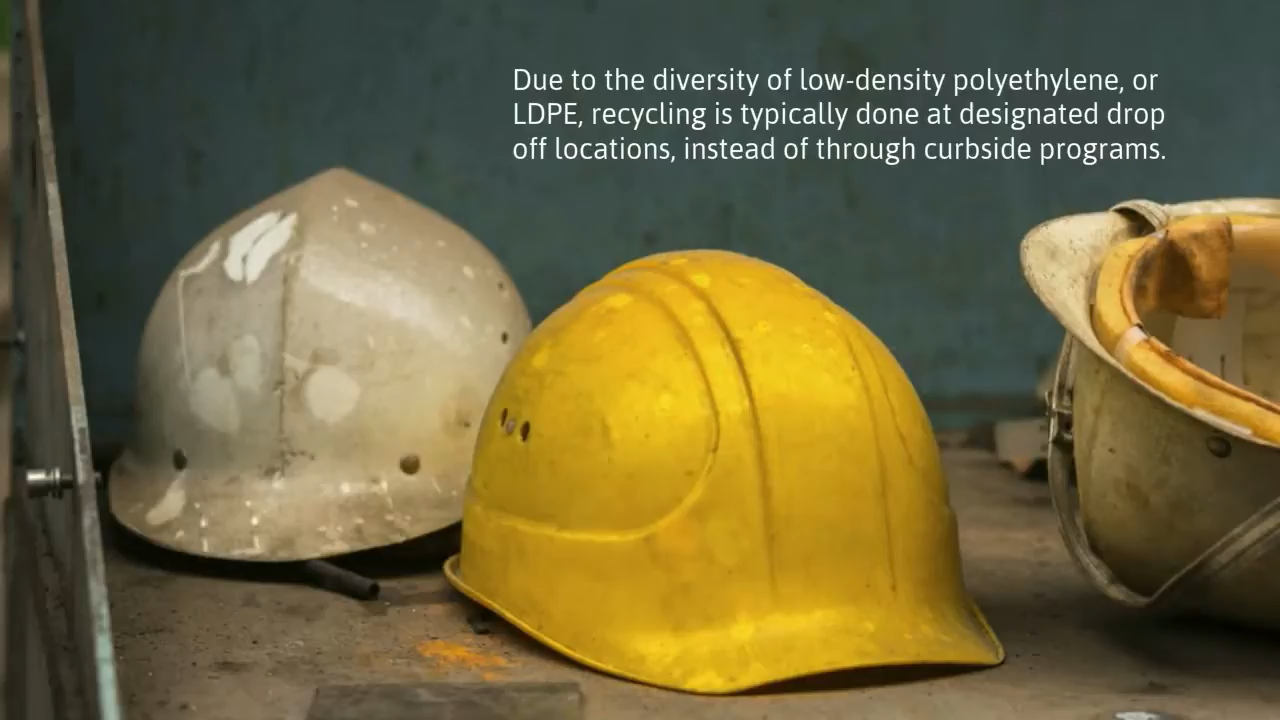 Due to the diversity of low-density polyethylene, or
LDPE, recycling is typically done at designated drop
off locations, instead of through curbside programs.